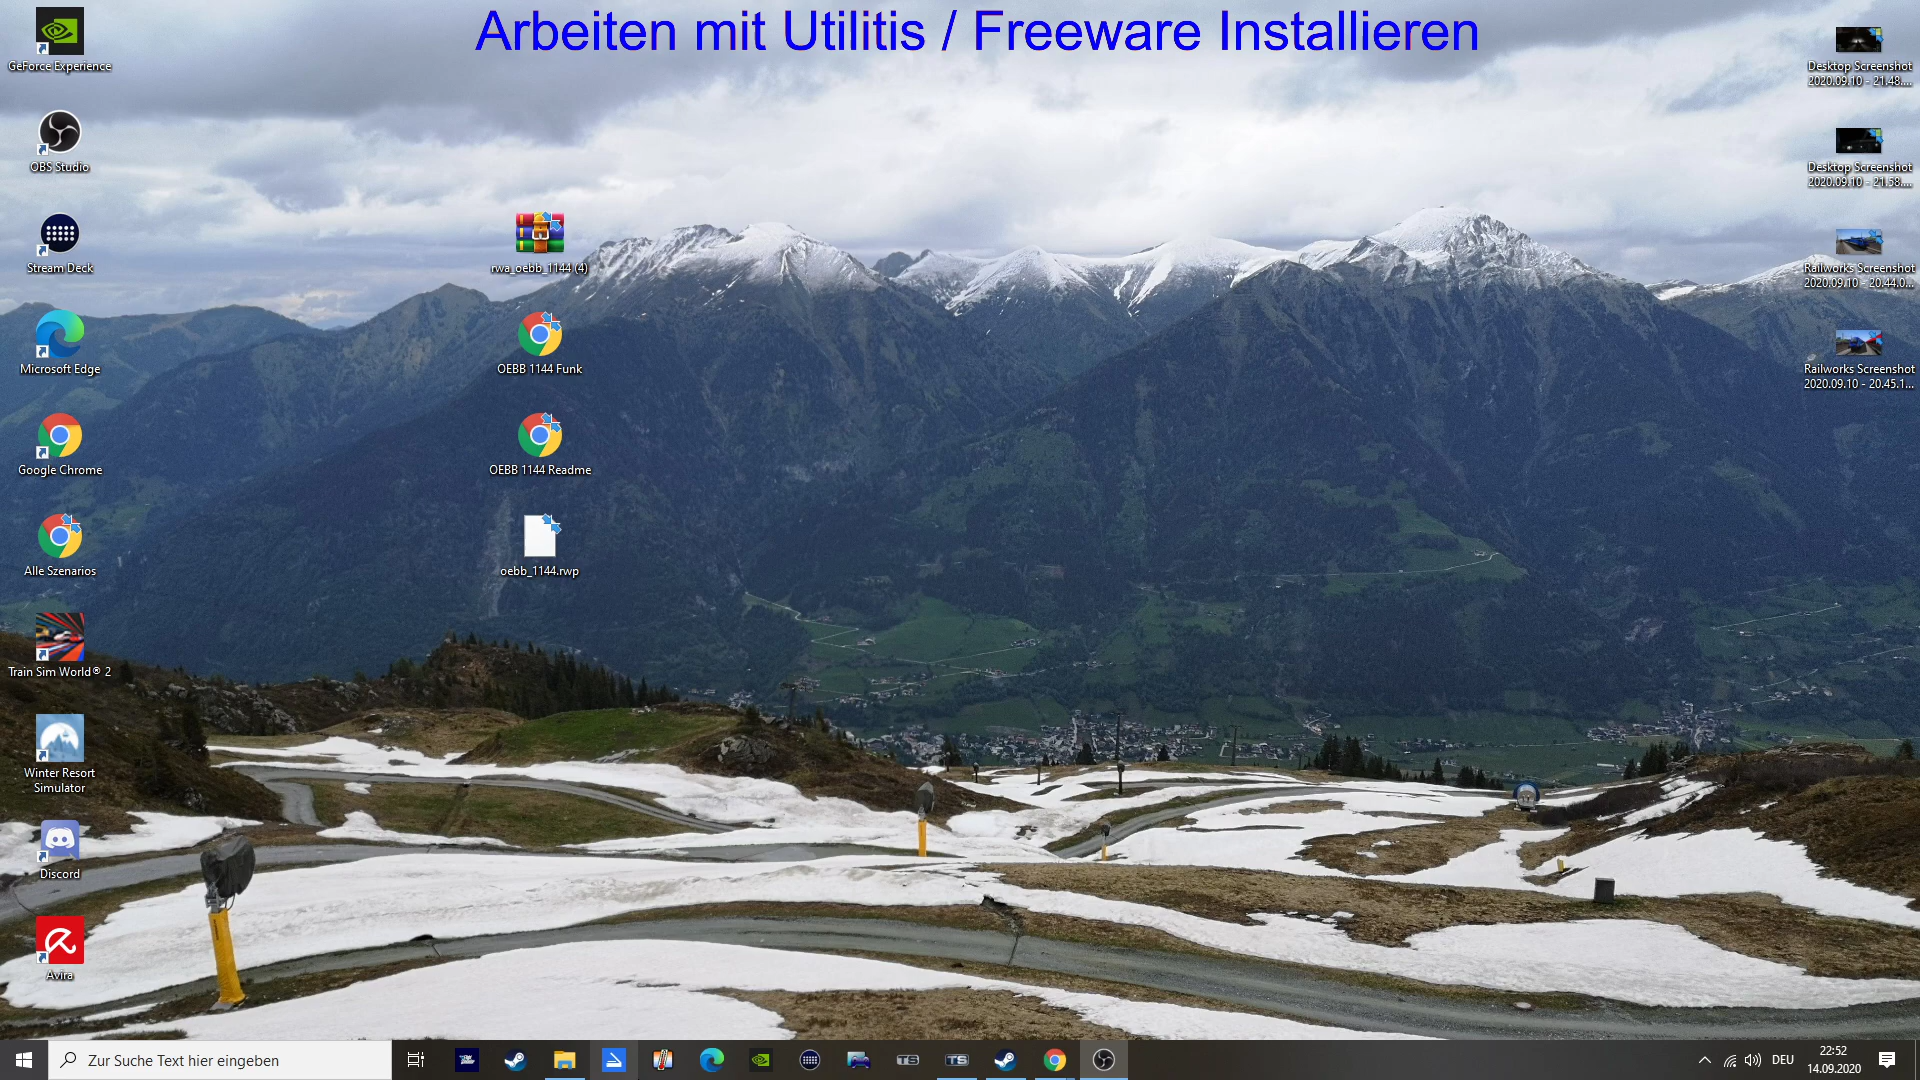 Arbeiten mit Utilitis / Freeware Installieren
GeForce Experience
OBS Studio
Stream Deck
Microsoft Edge
Google Chrome
Alle Szenarios
Train Sim World® 2
Winter Resort
Simulator
Discord
Avira
rwa_oebb_1144 (4)
OEBB 1144 Funk
OEBB 1144 Readme
oebb_1144.rwp
Desktop Screenshot
2020.09.10 - 21.48....
Desktop Screenshot
2020.09.10 - 21.58....
Railworks Screenshot
2020.09.10 - 20.44.0...
Railworks Screenshot
2020.09.10 - 20.45.1...
Zur Suche Text hier eingeben
TS
TS
DEU
22:52
14.09.2020